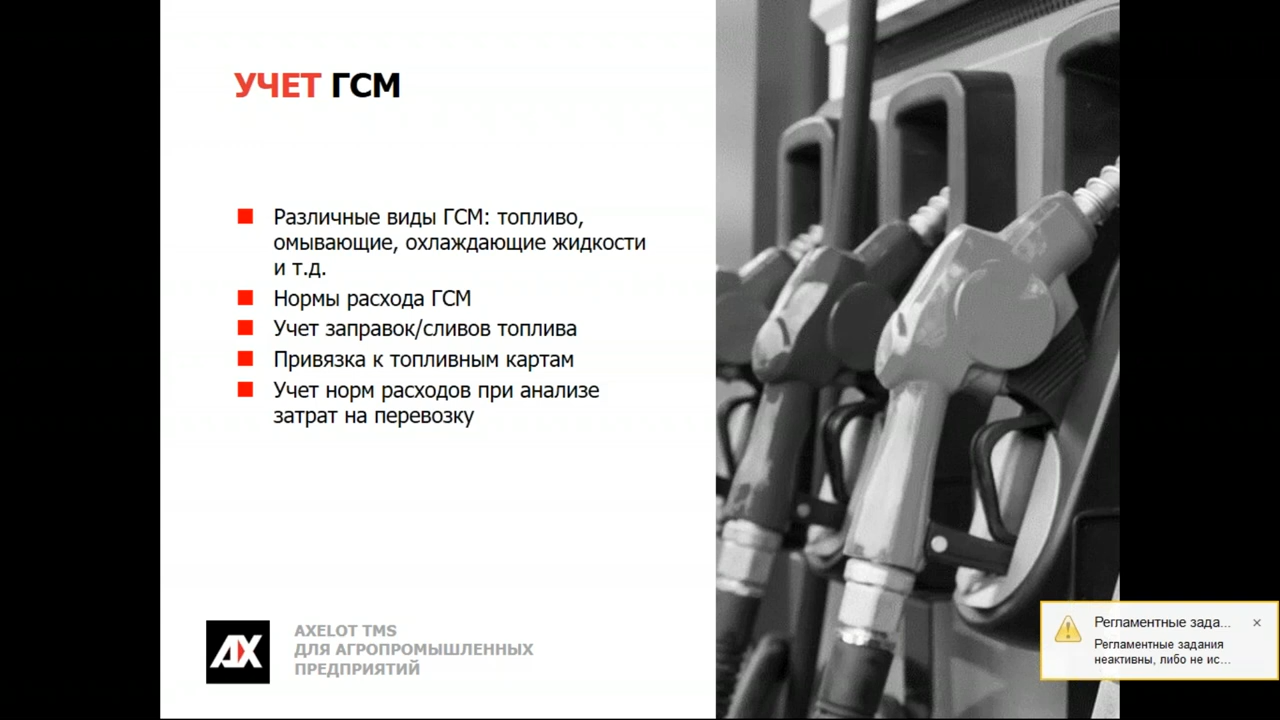 УЧЕТ ГСМ
Различные виды ГСМ: топливо,
омывающие, охлаждающие жидкости
и т.д.
Нормы расхода ГСМ
Учет заправок/сливов топлива
Привязка к топливным картам
Учет норм расходов при анализе
затрат на перевозку
AX
AXELOT TMS
ДЛЯ АГРОПРОМЫШЛЕННЫХ
ПРЕДПРИЯТИЙ
Регламентные зада...
Регламентные задания
неактивны, либо не ис...